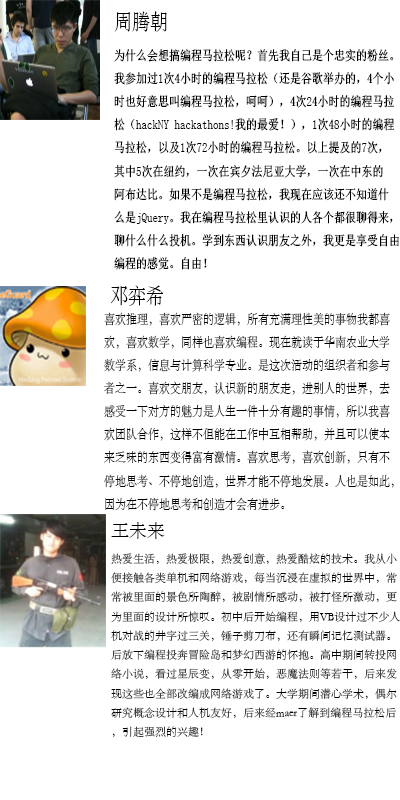 周腾朝
为什么会想搞编程马拉松呢？首先我自己是个忠实的粉丝。
我参加过1次4小时的编程马拉松（还是谷歌举办的，4个小
时也好意思叫编程马拉松，呵呵），4次24小时的编程马拉
松（hackNY hackathons!我的最爱！），1次48小时的编程
马拉松，以及1次72小时的编程马拉松。以上提及的7次，
其中5次在纽约，一次在宾夕法尼亚大学，一次在中东的
阿布达比。如果不是编程马拉松，我现在应该还不知道什
么是jQuery。我在编程马拉松里认识的人各个都很聊得来，
聊什么什么投机。学到东西认识朋友之外，我更是享受自由
编程的感觉。自由！
邓弈希
喜欢推理，喜欢严密的逻辑，所有充满理性美的事物我都喜
欢，喜欢数学，同样也喜欢编程。现在就读于华南农业大学
数学系，信息与计算科学专业。是这次活动的组织者和参与
者之一。喜欢交朋友，认识新的朋友走，进别人的世界，去
感受一下对方的魅力是人生一件十分有趣的事情，所以我喜
欢团队合作，这样不但能在工作中互相帮助，并且可以使本
来乏味的东西变得富有激情。喜欢思考，喜欢创新，只有不
停地思考、不停地创造，世界才能不停地发展。人也是如此，
因为在不停地思考和创造才会有进步。
王未来
热爱生活，热爱极限，热爱创意，热爱酷炫的技术。我从小
便接触各类单机和网络游戏，每当沉浸在虚拟的世界中，常
常被里面的景色所陶醉，被剧情所感动，被打怪所激动，更
为里面的设计所惊叹。初中后开始编程，用VB设计过不少人
机对战的井字过三关，锤子剪刀布，还有瞬间记忆测试器。
后放下编程投奔冒险岛和梦幻西游的怀抱。高中期间转投网
络小说，看过星辰变，从零开始，恶魔法则等若干，后来发
现这些也全部改编成网络游戏了。大学期间潜心学术，偶尔
研究概念设计和人机友好，后来经maer了解到编程马拉松后
，引起强烈的兴趣！